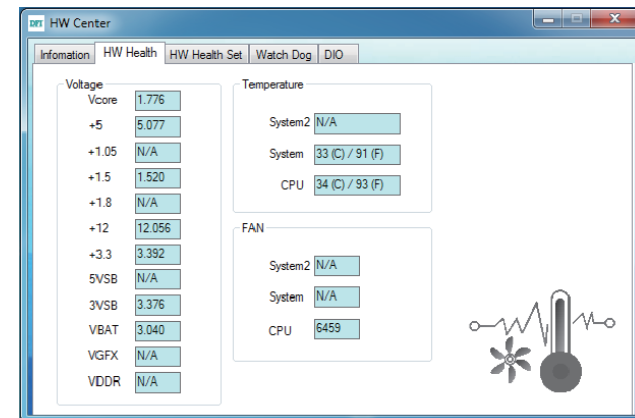 DFI HW Center
Infomation HW Health HW Health Set Watch Dog DIO
Voltage
Vcore 1.776
+5 5.077
+1.05 N/A
+1.5 1.520
+1.8 N/A
+12 12.056
+3.3 3.392
5VSB N/A
3VSB 3.376
VBAT 3.040
VGFX N/A
VDDR N/A
Temperature
System2 N/A
System 33 (C) / 91 (F)
CPU 34 (C) / 93 (F)
FAN
System2 N/A
System N/A
CPU 6459